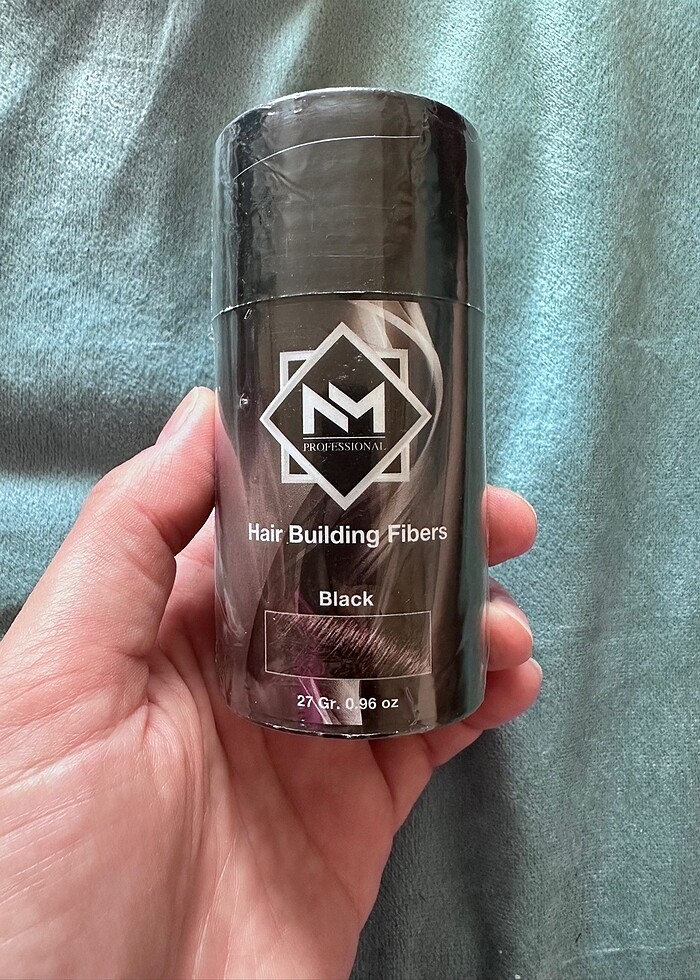 NM
PROFESSIONAL
Hair Building Fibers
Black
27 Gr. 0.96 oz